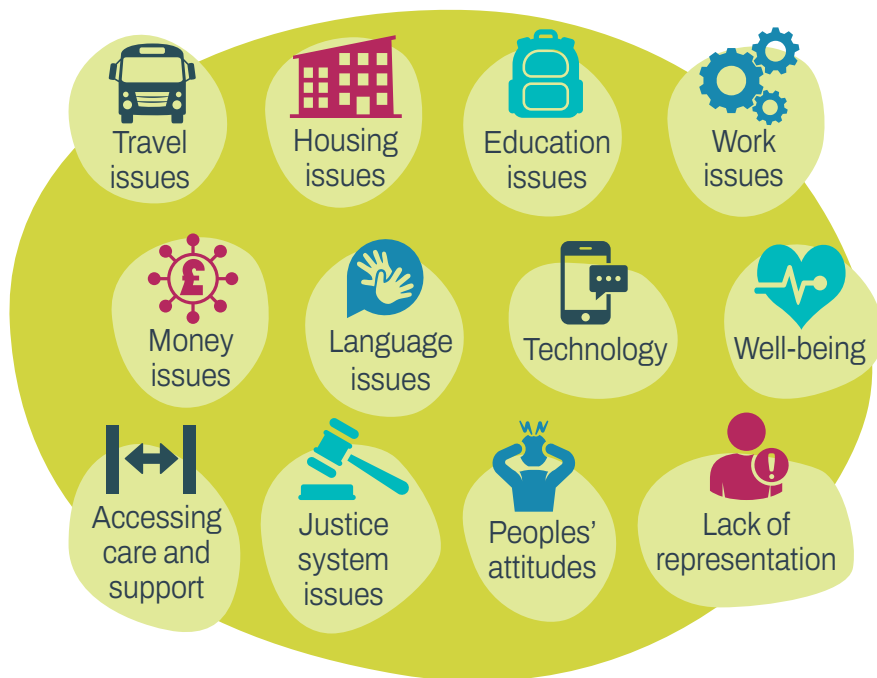 Travel
issues
Housing
issues
Education
issues
Work
issues
£
Money
issues
Language
issues
Technology
Well-being
Accessing
care and
support
Justice
system
issues
Peoples’
attitudes
!
Lack of
representation